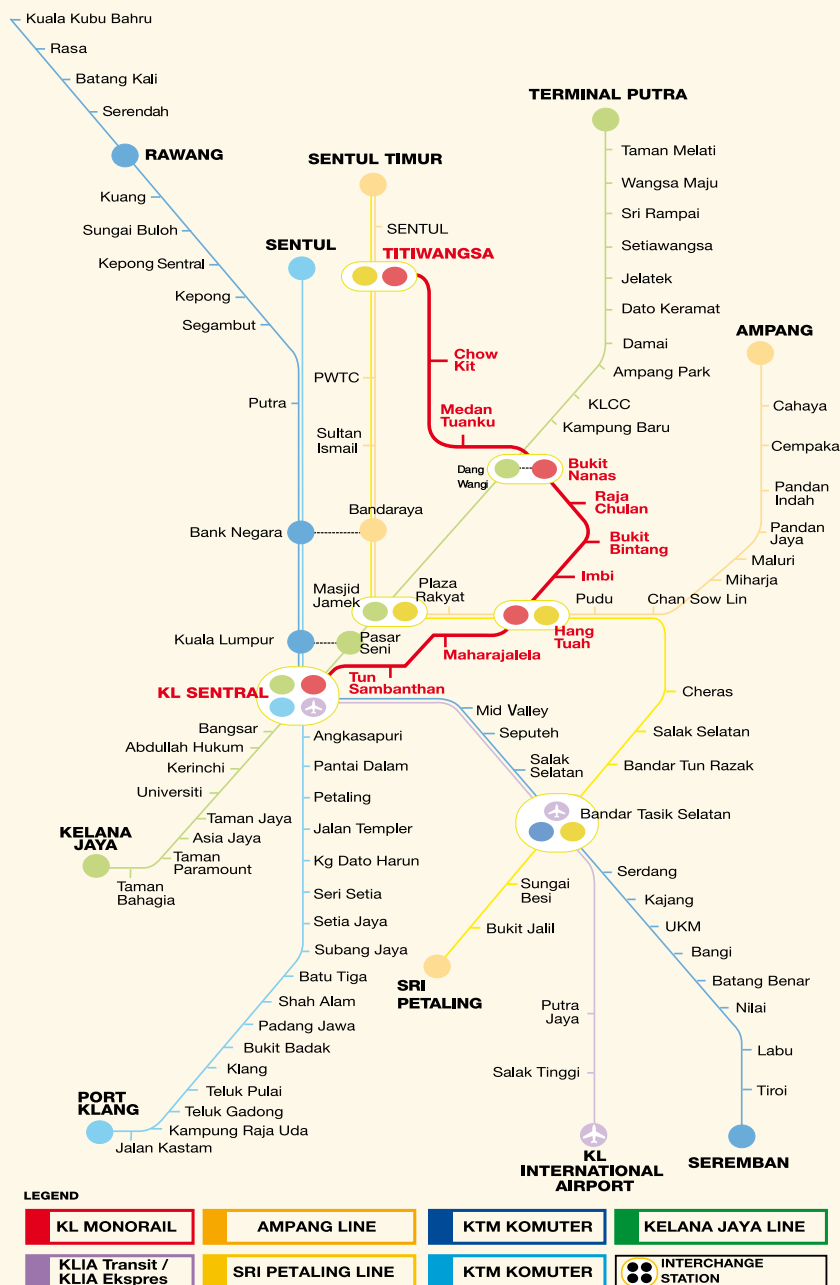 Kuala Kubu Bahru
Rasa
Batang Kali
Serendah
RAWANG
Kuang
Sungai Buloh
Kepong Sentral
Kepong
Segambut
Putra
Bank Negara
Kuala Lumpur
SENTUL
SENTUL TIMUR
SENTUL
TITIWANGSA
PWTC
Sultan
Ismail
Bandaraya
Masjid
Jamek
Plaza
Rakyat
Pasar
Seni
Chow
Kit
Medan
Tuanku
Dang
Wangi
Bukit
Nanas
Raja
Chulan
Bukit
Bintang
Imbi
Hang
Tuah
Maharajalela
Tun
Sambanthan
KL SENTRAL
TERMINAL PUTRA
Taman Melati
Wangsa Maju
Sri Rampai
Setiawangsa
Jelatek
Dato Keramat
Damai
Ampang Park
KLCC
Kampung Baru
AMPANG
Cahaya
Cempaka
Pandan
Indah
Pandan
Jaya
Maluri
Miharja
Chan Sow Lin
Pudu
Cheras
Salak Selatan
Bandar Tun Razak
Bandar Tasik Selatan
Mid Valley
Seputeh
Salak
Selatan
Sungai
Besi
Bukit Jalil
SRI
PETALING
Bangsar
Abdullah Hukum
Kerinchi
Universiti
Taman Jaya
Asia Jaya
Taman
Paramount
Taman
Bahagia
KELANA
JAYA
Angkasapuri
Pantai Dalam
Petaling
Jalan Templer
Kg Dato Harun
Seri Setia
Setia Jaya
Subang Jaya
Batu Tiga
Shah Alam
Padang Jawa
Bukit Badak
Klang
Teluk Pulai
Teluk Gadong
Kampung Raja Uda
Jalan Kastam
PORT
KLANG
Serdang
Kajang
UKM
Bangi
Batang Benar
Nilai
Labu
Tiroi
SEREMBAN
Putra
Jaya
Salak Tinggi
KL
INTERNATIONAL
AIRPORT
LEGEND
KL MONORAIL
AMPANG LINE
KTM KOMUTER
KELANA JAYA LINE
KLIA Transit /
KLIA Ekspres
SRI PETALING LINE
KTM KOMUTER
INTERCHANGE
STATION